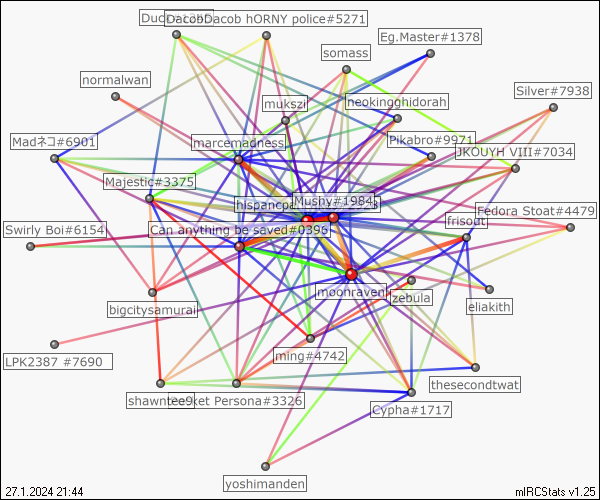 DacobDacob hORNY police#5271
Eg.Master#1378
somass
normalwan
Silver#7938
mukszi
neokingghidorah
Madネコ#6901
marcemadness
Pikabro#9971
JKOUYH VIII#7034
Majestic#3375
Mushy#1984
Fedora Stoat#4479
frisout
Swirly Boi#6154
Can anything be saved#0396
moonraven
zebula
eliakith
bigcitysamurai
LPK2387 #7690
ming#4742
thesecondtwat
shawntee9
ket Persona#3326
Cypha#1717
yoshimanden
27.1.2024 21:44
mIRCStats v1.25